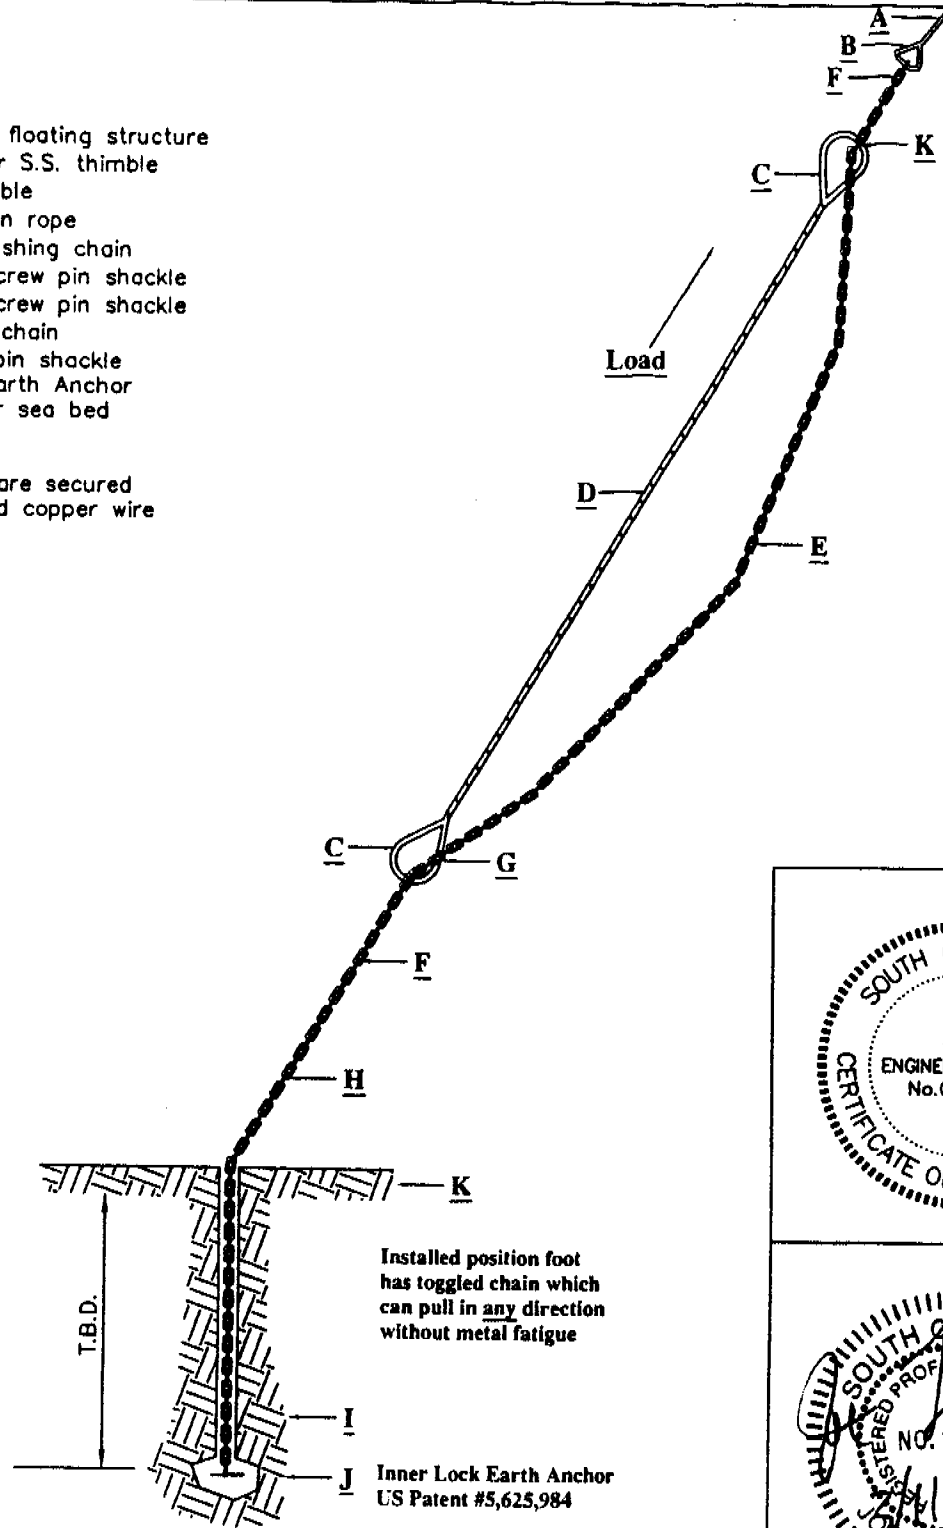 A
B
F
floating structure
S.S. thimble
K
C
n rope
shing chain
crew pin shackle
crew pin shackle
chain
pin shackle
Load
arth Anchor
sea bed
are secured
d copper wire
D
E
C
G
F
SOUTH
H
ENGINE
No.
CERTIFICATE O
K
Installed position foot
has toggled chain which
can pull in any direction
without metal fatigue
T.B.D.
SOUTH
ISTERED PROF
NO.
I
J Inner Lock Earth Anchor
US Patent #5,625,984